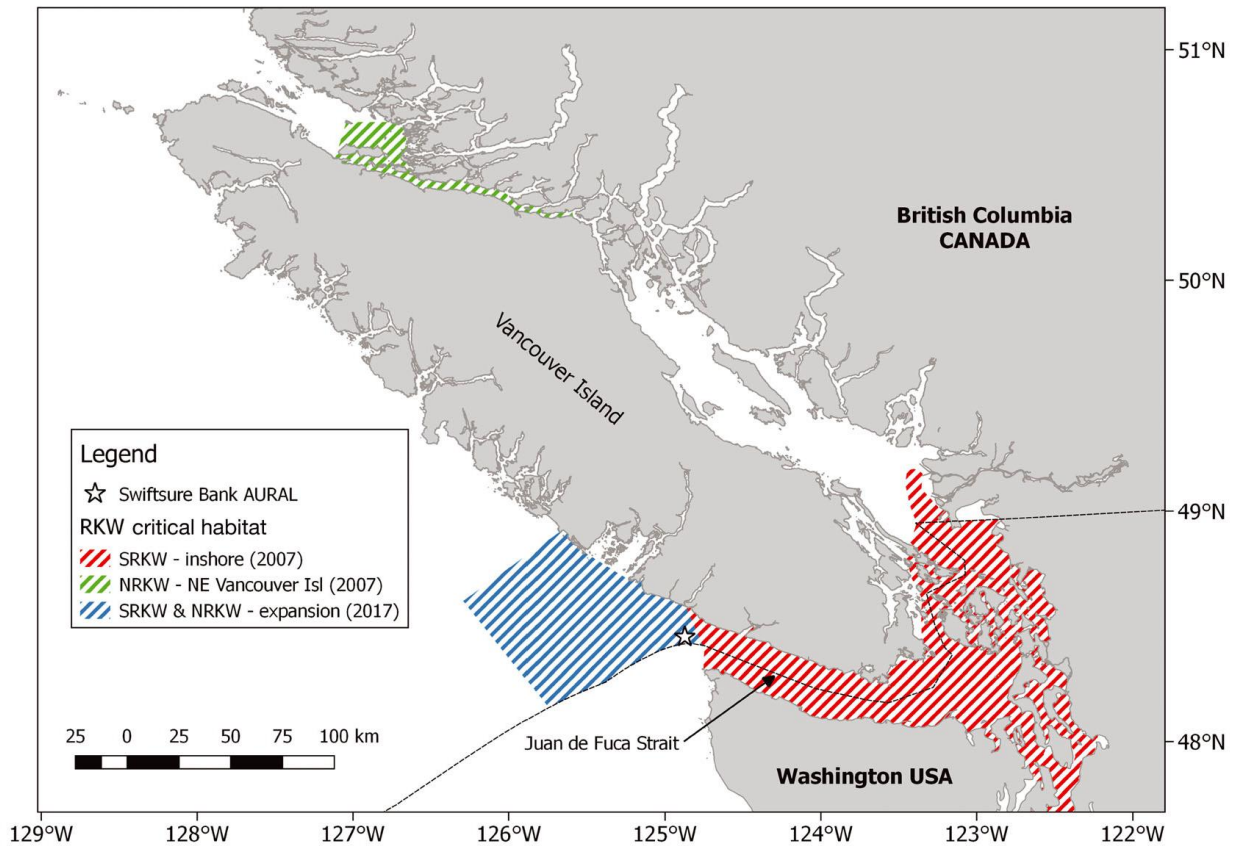 51°N
British Columbia
CANADA
50°N
Vancouver Island
Legend
Swiftsure Bank AURAL
RKW critical habitat
SRKW - inshore (2007)
NRKW - NE Vancouver Isl (2007)
SRKW & NRKW - expansion (2017)
49°N
25 0 25 50 75 100 km
Juan de Fuca Strait
48°N
Washington USA
129°W 128°W 127°W 126°W 125°W 124°W 123°W 122°W